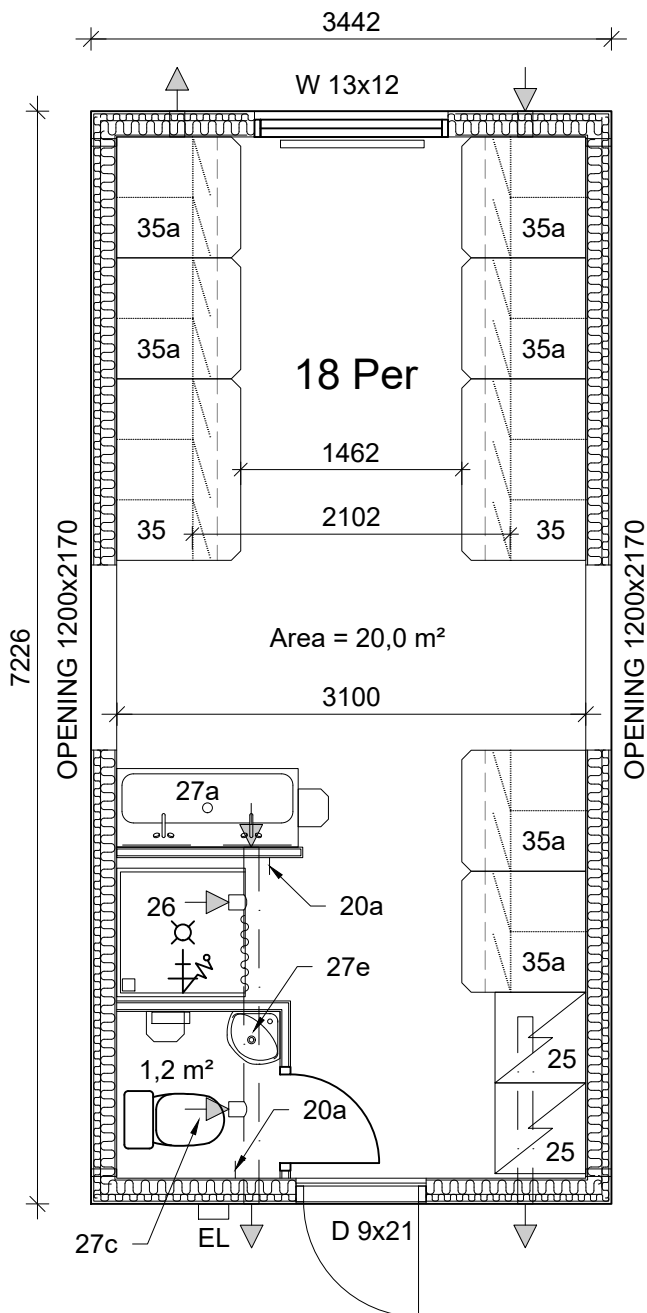 3442
W 13x12
35a
35a
35a
35a
18 Per
1462
2102
35
35
7226
OPENING 1200x2170
OPENING 1200x2170
Area = 20,0 m²
3100
27a
35a
26
20a
27e
35a
1,2 m²
25
20a
25
27c
EL
D 9x21